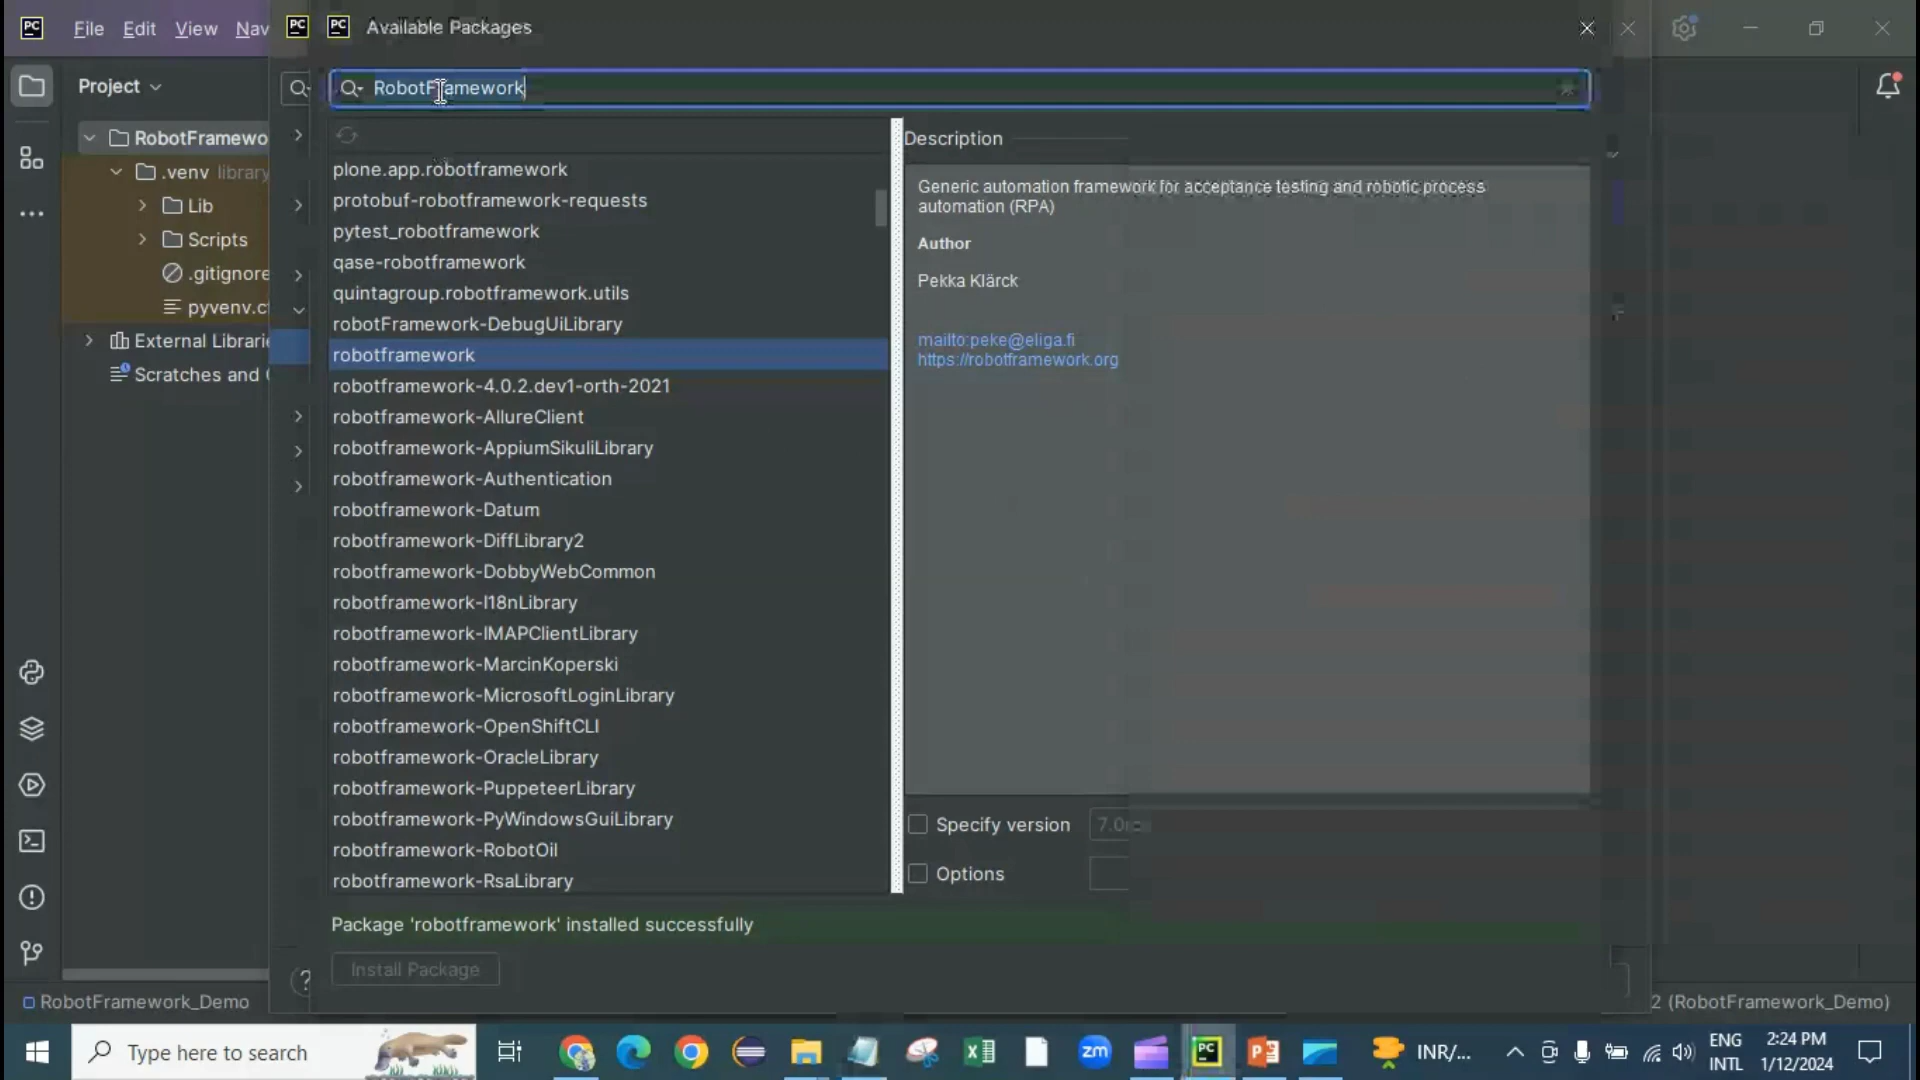 PC File Edit View Nav
PC PC Available Packages
Project
RobotFramework
RobotFramewo
.venv library
Lib
Scripts
.gitignore
pyvenv.c
External Librarie
Scratches and
plone.app.robotframework
protobuf-robotframework-requests
pytest_robotframework
qase-robotframework
quintagroup.robotframework.utils
robotFramework-DebugUiLibrary
robotframework
robotframework-4.0.2.dev1-orth-2021
robotframework-AllureClient
robotframework-AppiumSikuliLibrary
robotframework-Authentication
robotframework-Datum
robotframework-DiffLibrary2
robotframework-DobbyWebCommon
robotframework-I18nLibrary
robotframework-IMAPClientLibrary
robotframework-MarcinKoperski
robotframework-MicrosoftLoginLibrary
robotframework-OpenShiftCLI
robotframework-OracleLibrary
robotframework-PuppeteerLibrary
robotframework-PyWindowsGuiLibrary
robotframework-RobotOil
robotframework-RsaLibrary
Description
Generic automation framework for acceptance testing and robotic process
automation (RPA)
Author
Pekka Klärck
mailto:peke@eliga.fi
https://robotframework.org
Specify version
Options
Package 'robotframework' installed successfully
Install Package
?
RobotFramework_Demo
2 (RobotFramework_Demo)
Type here to search
zm
PC
INR/...
ENG
INTL
2:24 PM
1/12/2024